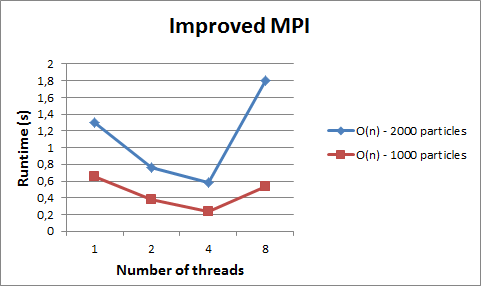 Improved MPI
2
1,8
1,6
1,4
1,2
1
0,8
0,6
0,4
0,2
0
Runtime (s)
1 2 4 8
Number of threads
O(n) - 2000 particles
O(n) - 1000 particles